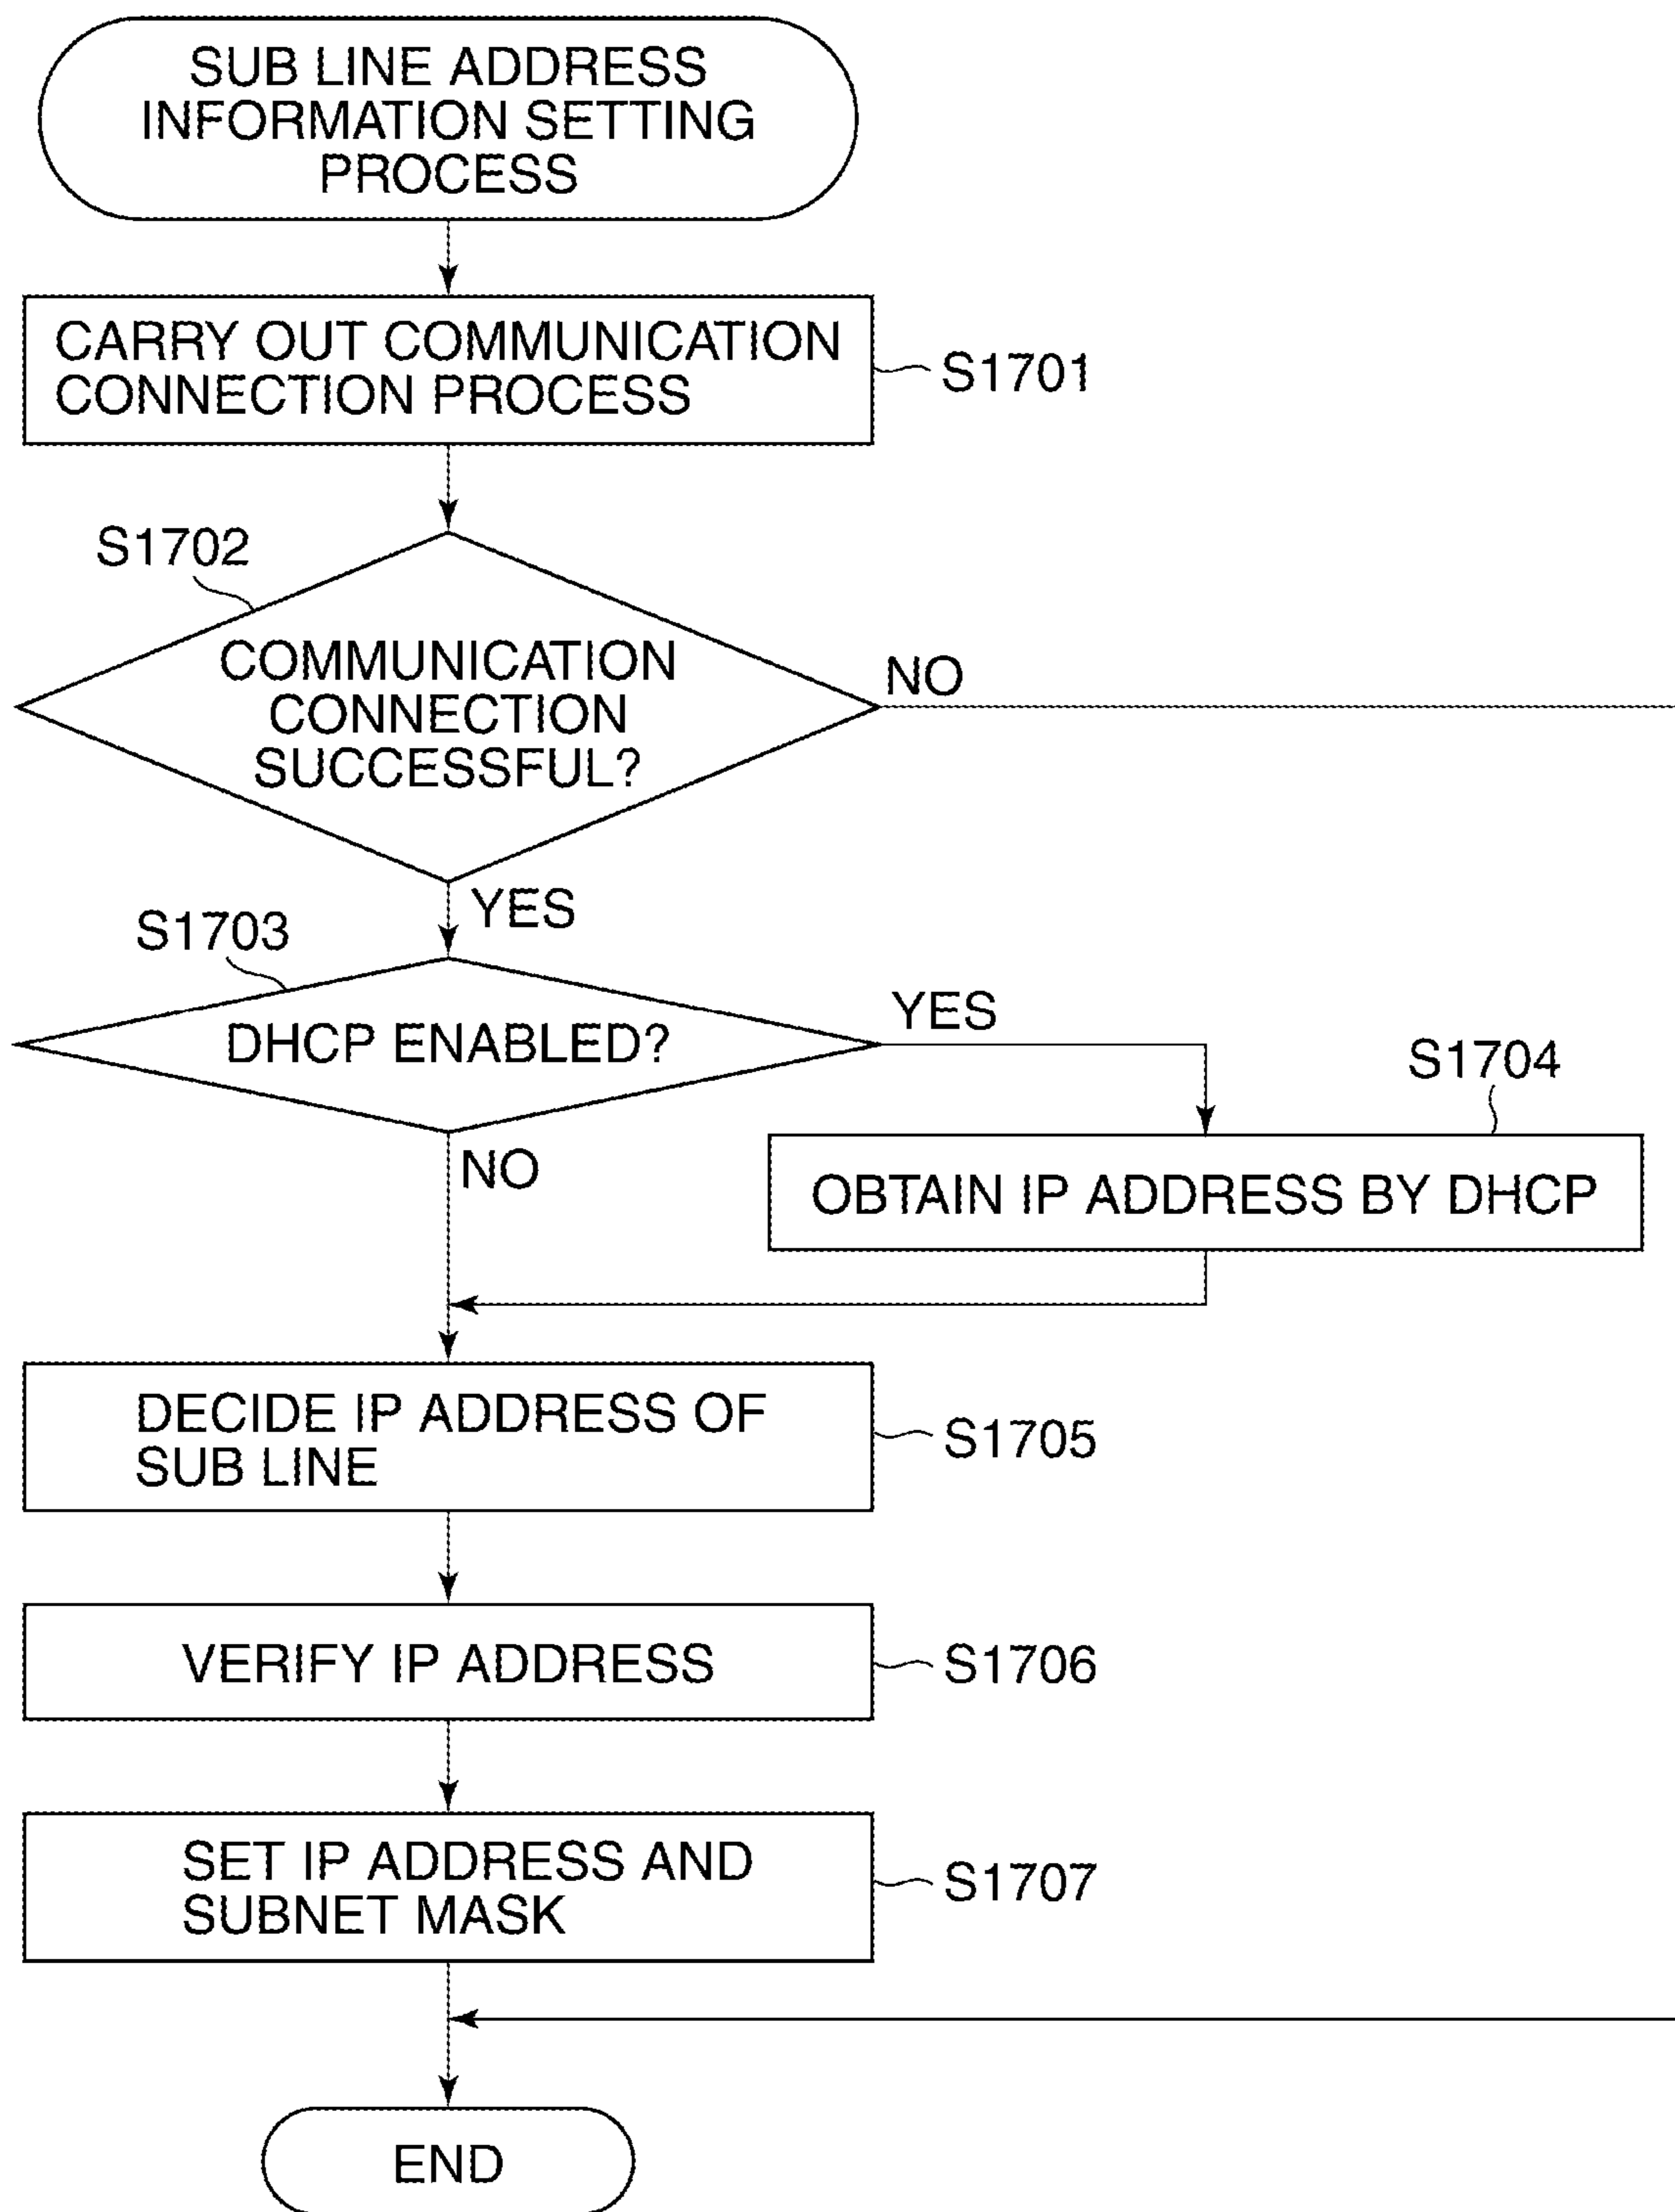 SUB LINE ADDRESS
INFORMATION SETTING
PROCESS
CARRY OUT COMMUNICATION
CONNECTION PROCESS
S1701
S1702
COMMUNICATION
CONNECTION
SUCCESSFUL?
NO
YES
S1703
DHCP ENABLED?
YES
S1704
NO
OBTAIN IP ADDRESS BY DHCP
DECIDE IP ADDRESS OF
SUB LINE
S1705
VERIFY IP ADDRESS
S1706
SET IP ADDRESS AND
SUBNET MASK
S1707
END